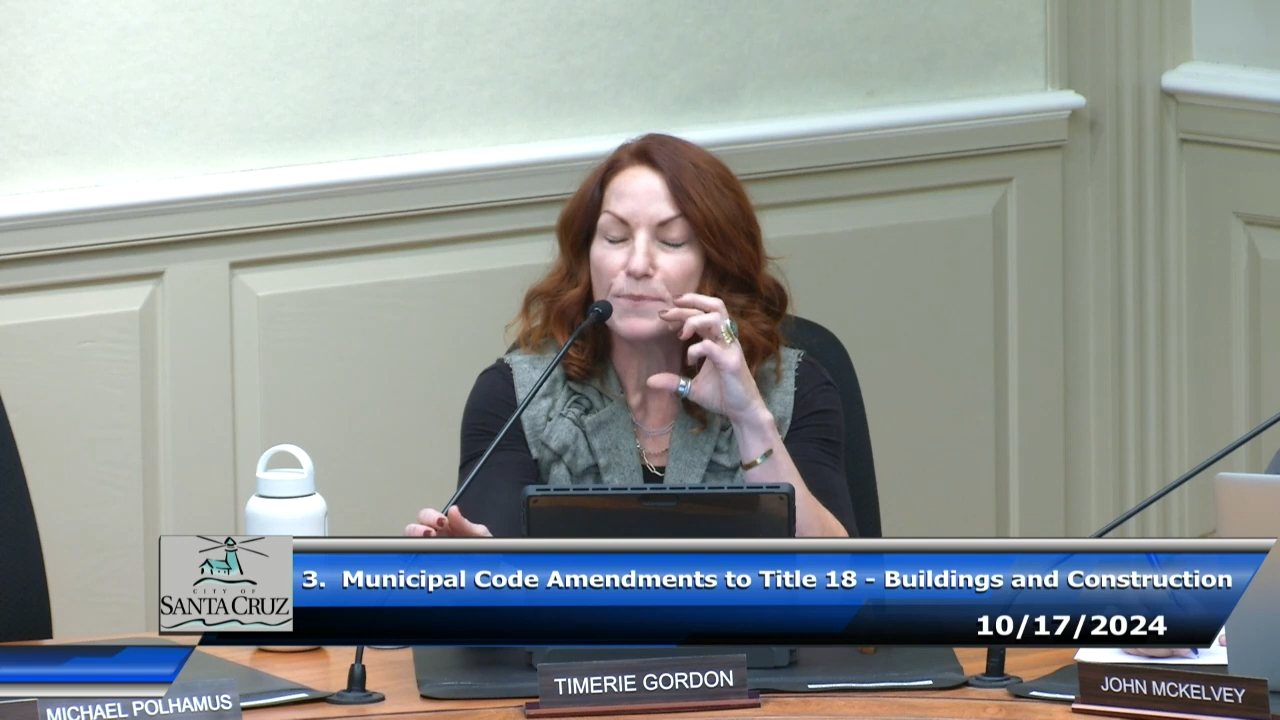 3. Municipal Code Amendments to Title 18 - Buildings and Construction
CITY OF
SANTA CRUZ
10/17/2024
MICHAEL POLHAMUS
TIMERIE GORDON
JOHN MCKELVEY